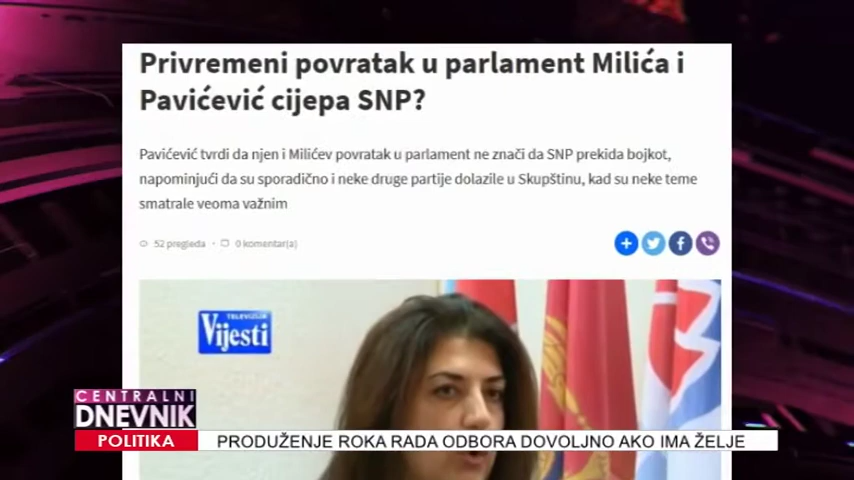 Privremeni povratak u parlament Milića i
Pavićević cijepa SNP?
Pavićević tvrdi da njen i Milićev povratak u parlament ne znači da SNP prekida bojkot,
napominjući da su sporadično i neke druge partije dolazile u Skupštinu, kad su neke teme
smatrale veoma važnim
52 pregleda · 0 komentar(a)
TELEVIZIJA
Vijesti
CENTRALNI
DNEVNIK
POLITIKA
PRODUŽENJE ROKA RADA ODBORA DOVOLJNO AKO IMA ŽELJE